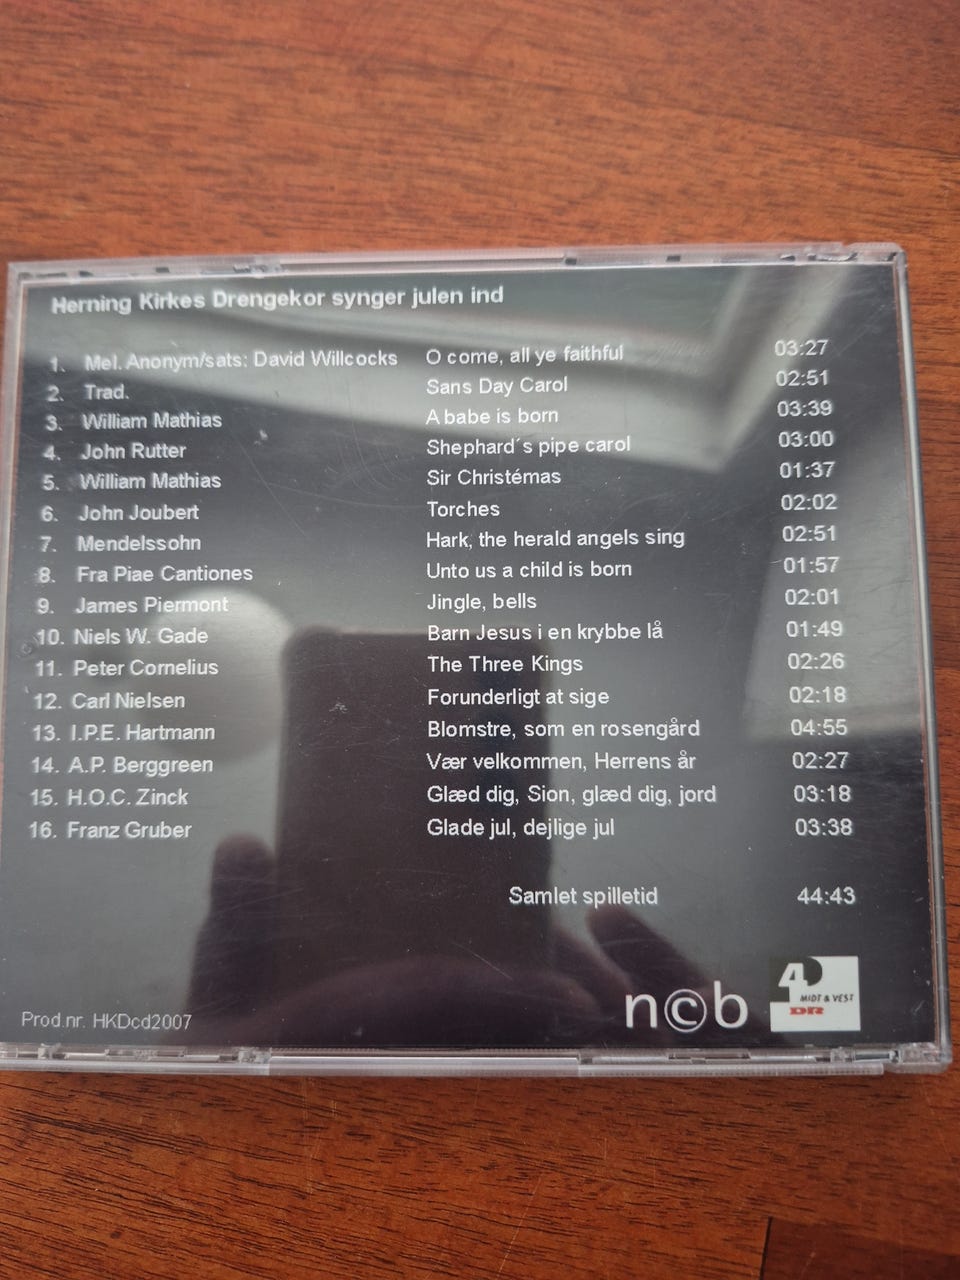 Herning Kirkes Drengekor synger julen ind
1. Mel. Anonym/sats: David Willcocks O come, all ye faithful 03:27
2. Trad. Sans Day Carol 02:51
3. William Mathias A babe is born 03:39
4. John Rutter Shephard´s pipe carol 03:00
5. William Mathias Sir Christémas 01:37
6. John Joubert Torches 02:02
7. Mendelssohn Hark, the herald angels sing 02:51
8. Fra Piae Cantiones Unto us a child is born 01:57
9. James Piermont Jingle, bells 02:01
10. Niels W. Gade Barn Jesus i en krybbe lå 01:49
11. Peter Cornelius The Three Kings 02:26
12. Carl Nielsen Forunderligt at sige 02:18
13. I.P.E. Hartmann Blomstre, som en rosengård 04:55
14. A.P. Berggreen Vær velkommen, Herrens år 02:27
15. H.O.C. Zinck Glæd dig, Sion, glæd dig, jord 03:18
16. Franz Gruber Glade jul, dejlige jul 03:38
Samlet spilletid 44:43
Prod.nr. HKDcd2007
n©b
P4
MIDT & VEST
DR